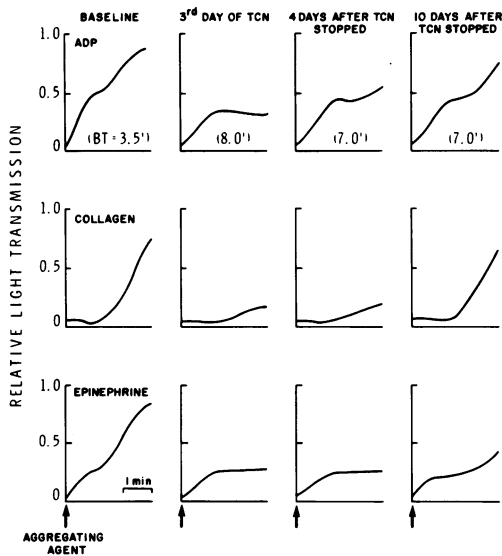 BASELINE 3rd DAY OF TCN 4 DAYS AFTER TCN STOPPED 10 DAYS AFTER TCN STOPPED
RELATIVE LIGHT TRANSMISSION
ADP
1.0
0.5
0
(BT = 3.5') (8.0') (7.0') (7.0')
COLLAGEN
1.0
0.5
0
EPINEPHRINE
1.0
0.5
0
1 min
AGGREGATING
AGENT